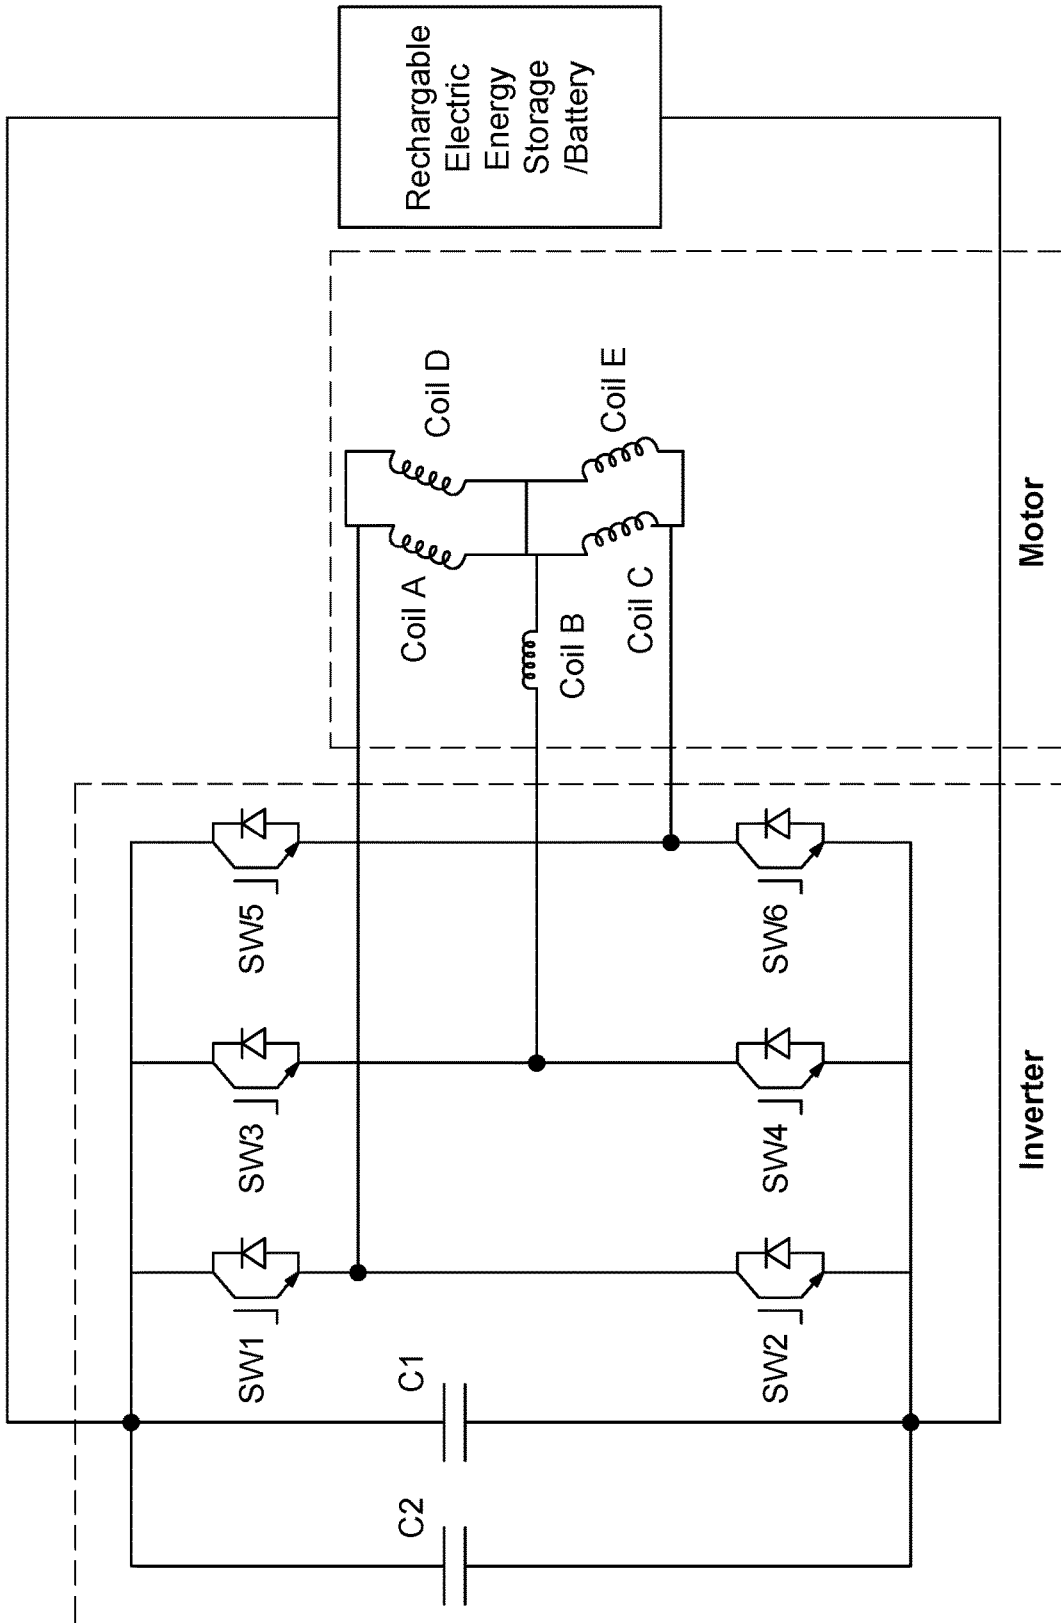 Rechargable
Electric
Energy
Storage
/Battery
Coil D
Coil E
Coil A
Coil B
Coil C
Motor
SW5
SW6
SW3
SW4
Inverter
SW1
SW2
C1
C2